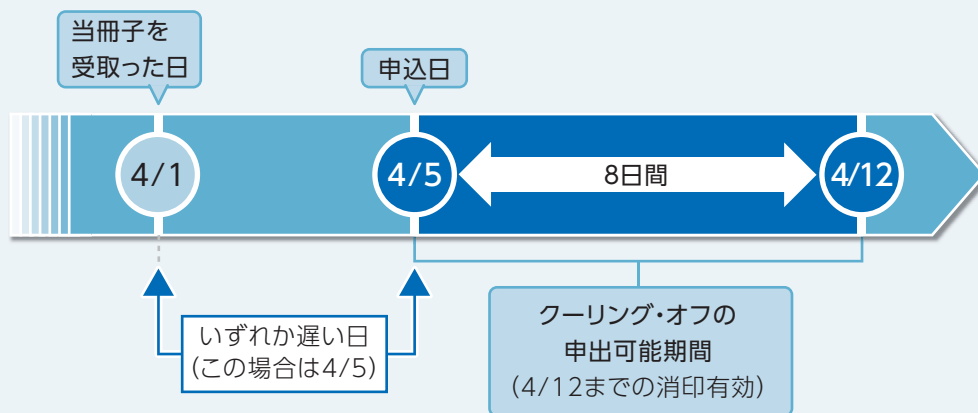 当冊子を
受取った日
申込日
4/1
4/5
8日間
4/12
いずれか遅い日
(この場合は4/5)
クーリング・オフの
申出可能期間
(4/12までの消印有効)